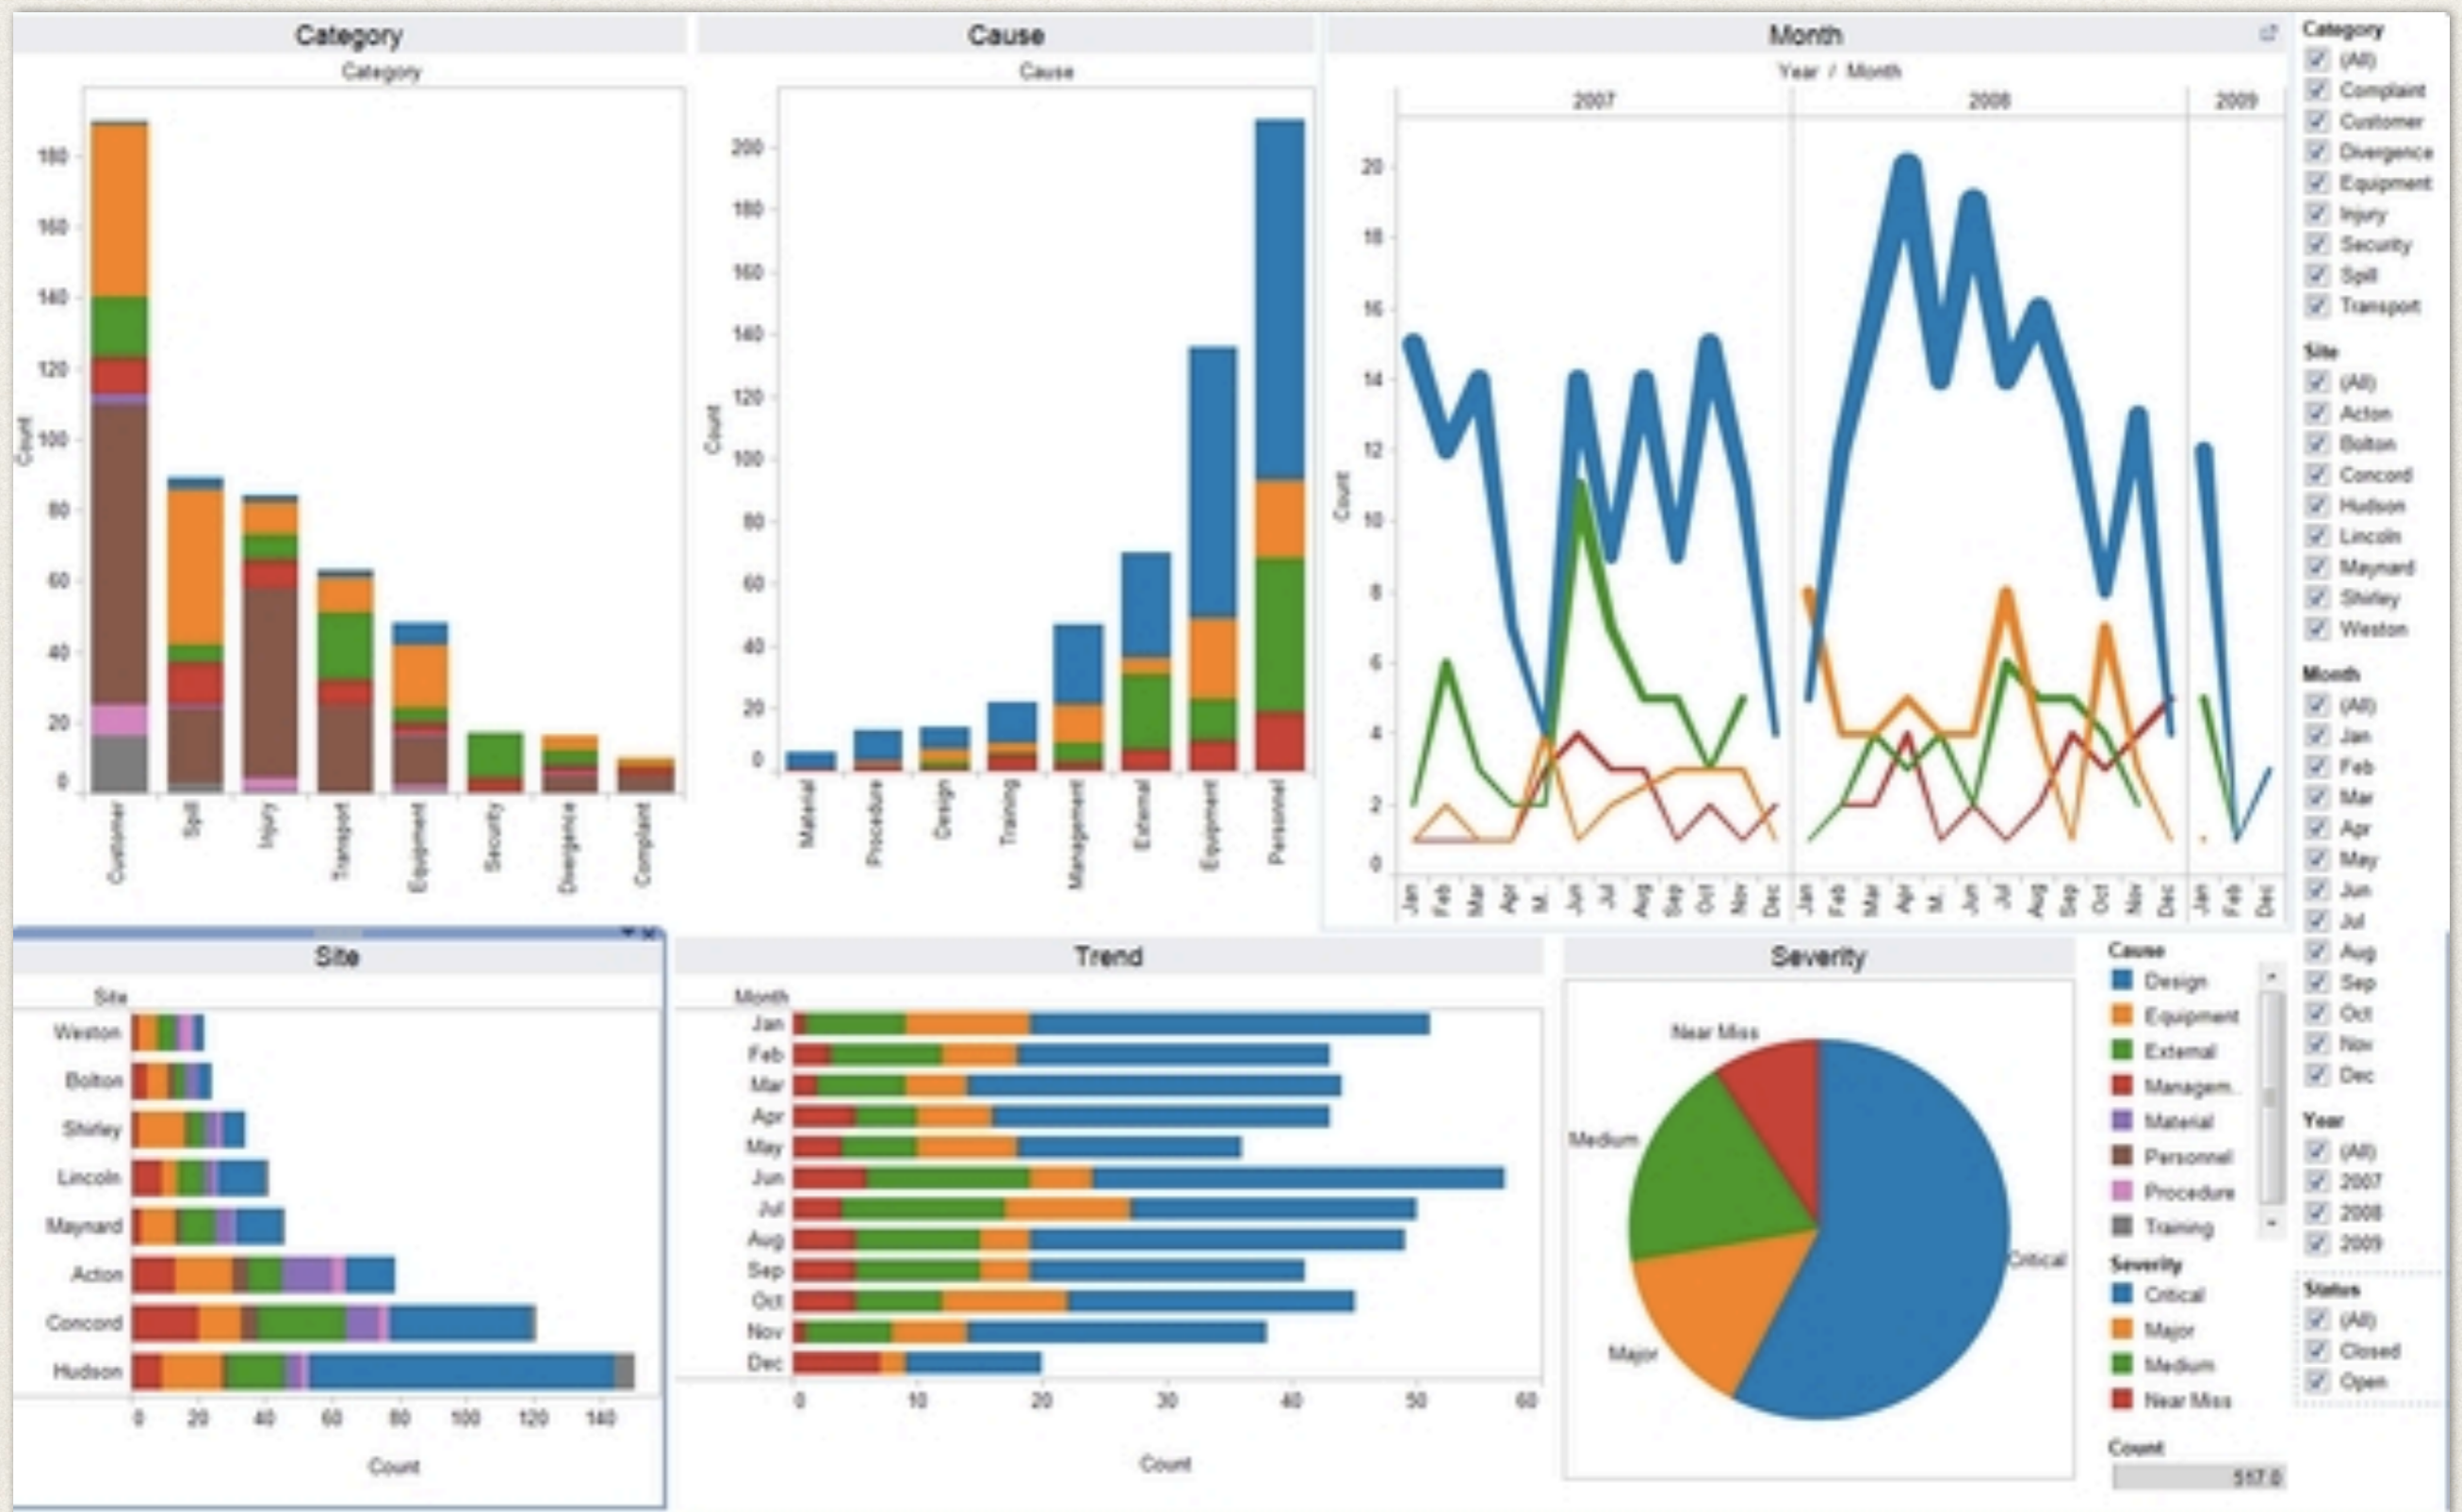 Category
Category
180
160
140
120
100
80
60
40
20
0
Count
Customer
Spill
Injury
Transport
Equipment
Security
Divergence
Complaint
Cause
Cause
200
180
160
140
120
100
80
60
40
20
0
Count
Material
Procedure
Design
Training
Management
External
Equipment
Personnel
Month
Year / Month
2007 2008 2009
20
18
16
14
12
10
8
6
4
2
0
Count
Jan Feb Mar Apr M.. Jun Jul Aug Sep Oct Nov Dec Jan Feb Mar Apr M.. Jun Jul Aug Sep Oct Nov Dec Jan Feb Dec
Site
Site
Weston
Bolton
Shirley
Lincoln
Maynard
Acton
Concord
Hudson
0 20 40 60 80 100 120 140
Count
Trend
Month
Jan
Feb
Mar
Apr
May
Jun
Jul
Aug
Sep
Oct
Nov
Dec
0 10 20 30 40 50 60
Count
Severity
Near Miss
Medium
Major
Critical
Cause
Design
Equipment
External
Managem..
Material
Personnel
Procedure
Training
Severity
Critical
Major
Medium
Near Miss
Count
517.0
Category
(All)
Complaint
Customer
Divergence
Equipment
Injury
Security
Spill
Transport
Site
(All)
Acton
Bolton
Concord
Hudson
Lincoln
Maynard
Shirley
Weston
Month
(All)
Jan
Feb
Mar
Apr
May
Jun
Jul
Aug
Sep
Oct
Nov
Dec
Year
(All)
2007
2008
2009
Status
(All)
Closed
Open